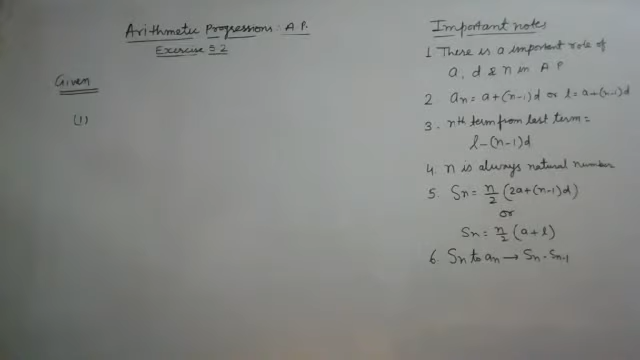 Arithmetic Progressions: A.P.
Exercise 5.2
Given
(1)
Important notes
1 There is a important role of
a, d & n in A P
2. an = a+(n-1)d or l = a+(n-1)d
3. nth term from last term =
l-(n-1)d
4. n is always natural number
5. Sn = n/2 (2a+(n-1)d)
or
Sn = n/2 (a+l)
6. Sn to an → Sn - Sn-1